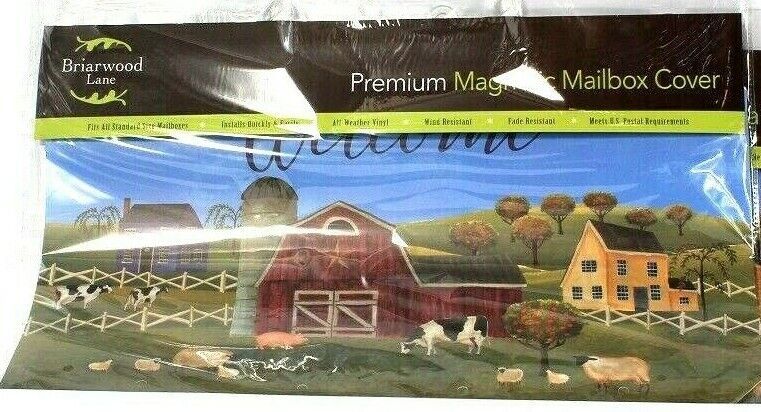 Briarwood
Lane
Premium Magnetic Mailbox Cover
Fits All Standard Size Mailboxes Installs Quickly & Easily All Weather Vinyl Wind Resistant Fade Resistant Meets U.S. Postal Requirements
Welcome